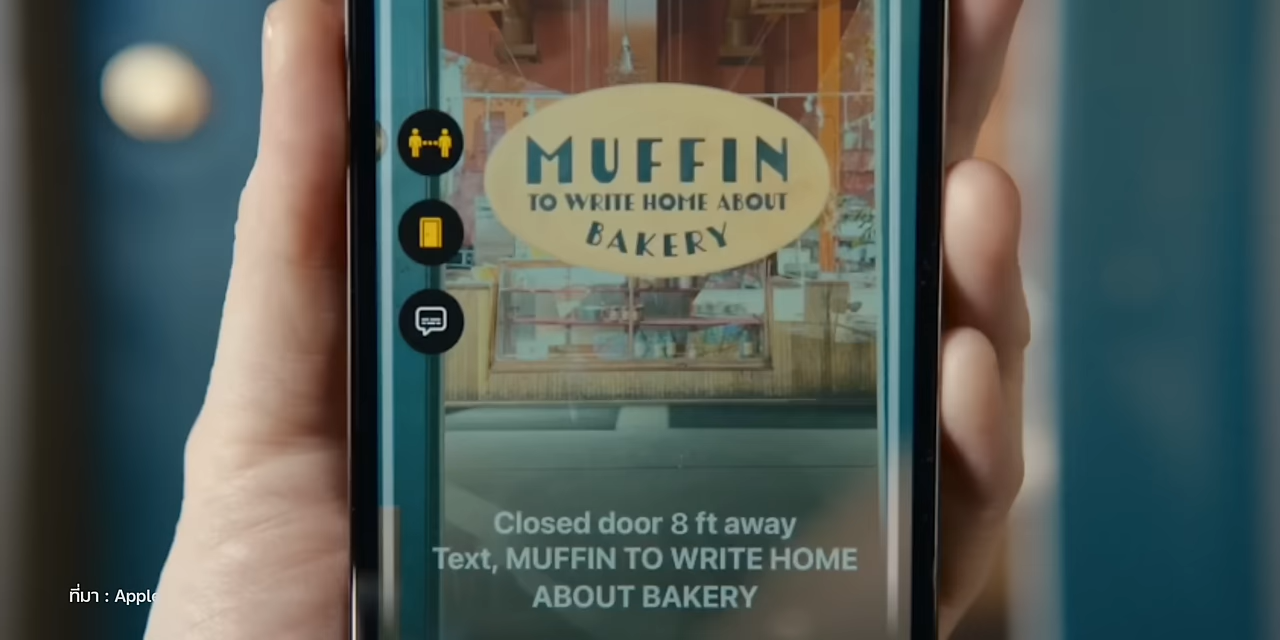 MUFFIN
TO WRITE HOME ABOUT
BAKERY
Closed door 8 ft away
Text, MUFFIN TO WRITE HOME
ABOUT BAKERY
ที่มา : Apple